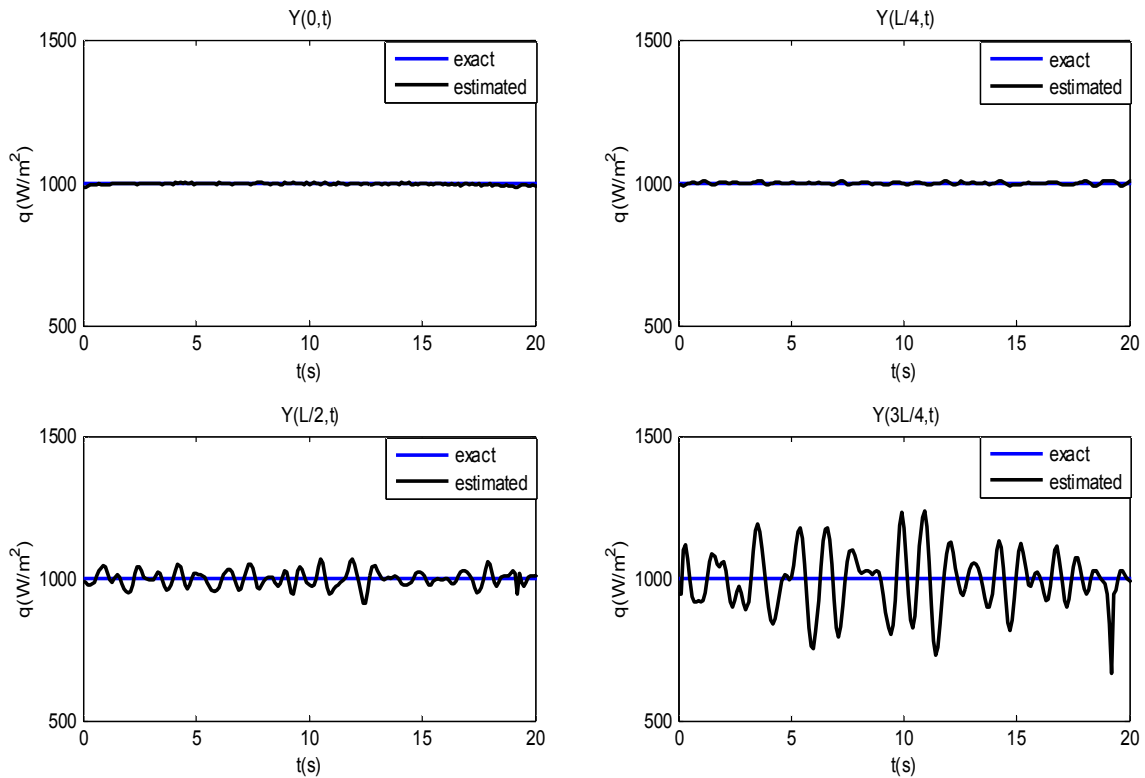 Y(0,t)
1500
1000
500
q(W/m²)
exact
estimated
0 5 10 15 20
t(s)
Y(L/4,t)
1500
1000
500
q(W/m²)
exact
estimated
0 5 10 15 20
t(s)
Y(L/2,t)
1500
1000
500
q(W/m²)
exact
estimated
0 5 10 15 20
t(s)
Y(3L/4,t)
1500
1000
500
q(W/m²)
exact
estimated
0 5 10 15 20
t(s)